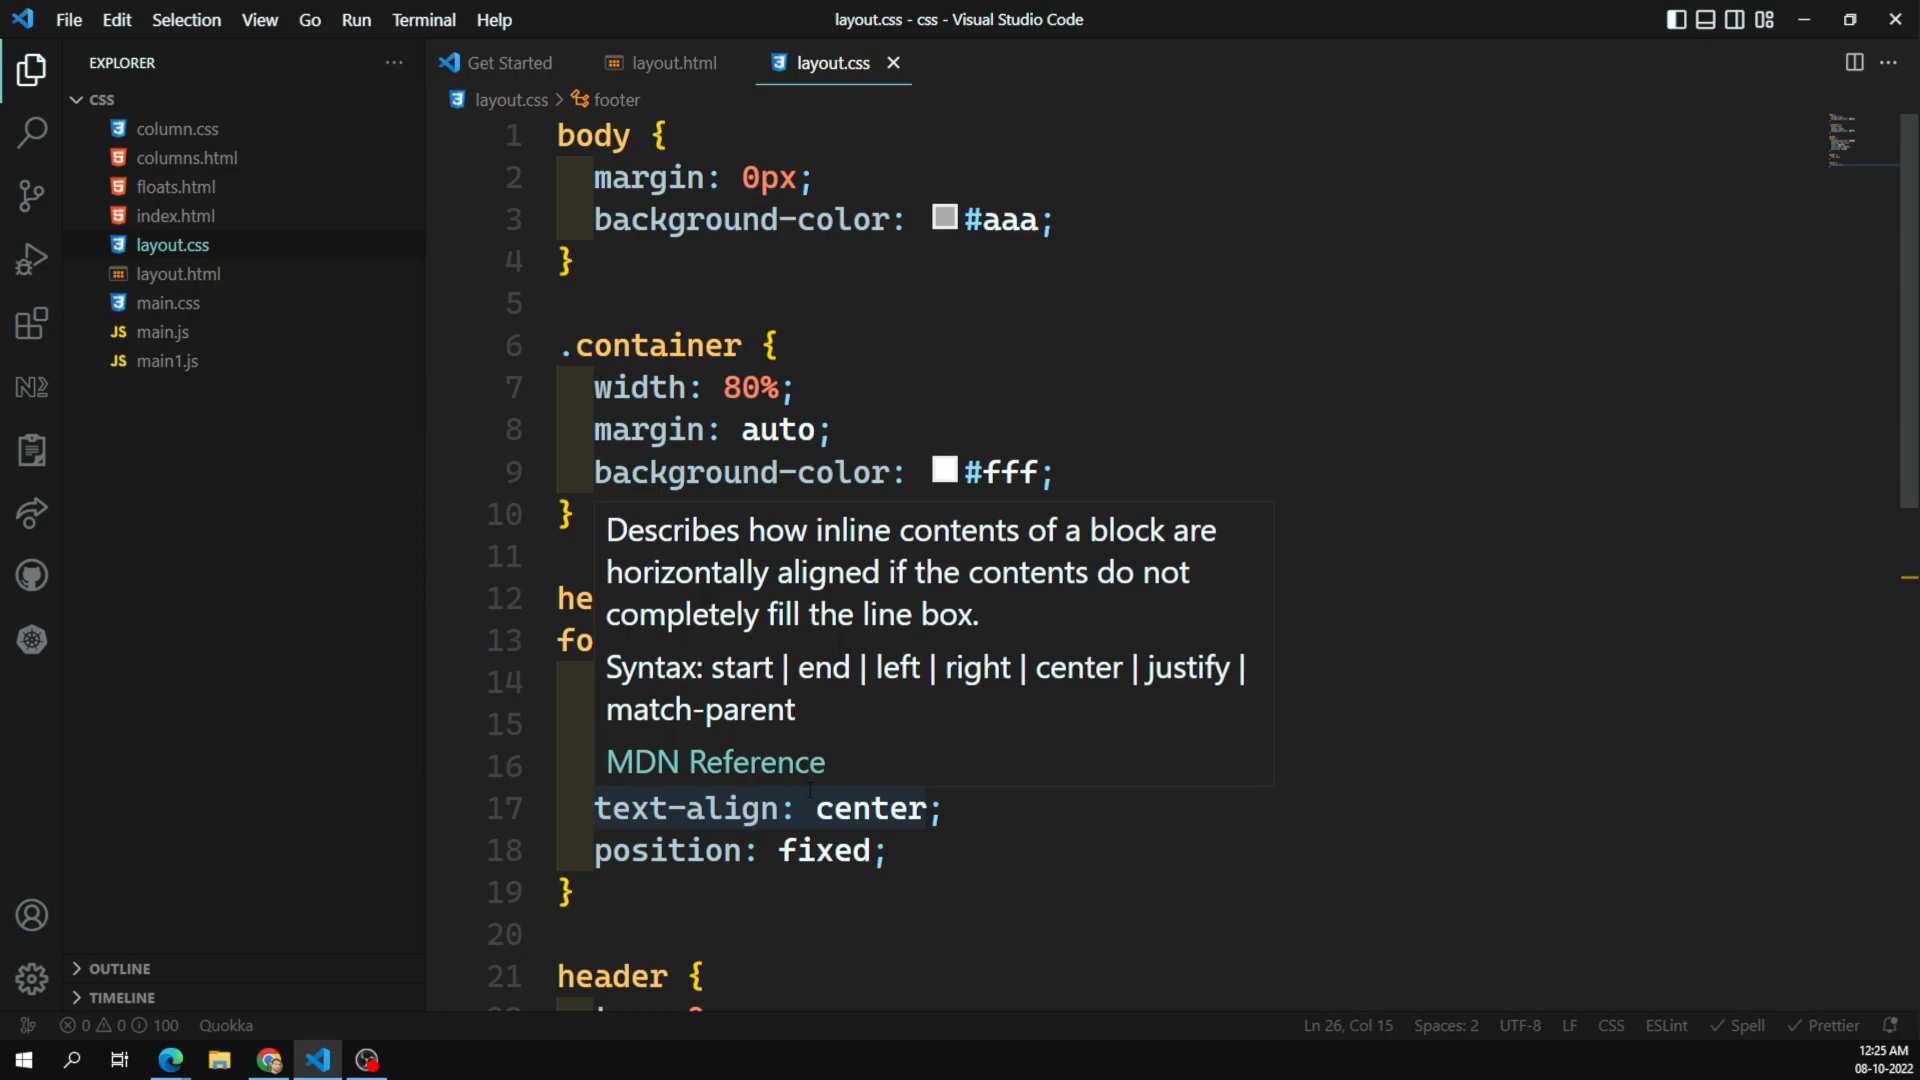 File Edit Selection View Go Run Terminal Help
layout.css - css - Visual Studio Code
EXPLORER
CSS
column.css
columns.html
floats.html
index.html
layout.css
layout.html
main.css
JS main.js
JS main1.js
OUTLINE
TIMELINE
Get Started layout.html layout.css
layout.css > footer
1 body {
2 margin: 0px;
3 background-color: #aaa;
4 }
5
6 .container {
7 width: 80%;
8 margin: auto;
9 background-color: #fff;
10 }
11
12 he
13 fo
14
15
16
Describes how inline contents of a block are
horizontally aligned if the contents do not
completely fill the line box.
Syntax: start | end | left | right | center | justify |
match-parent
MDN Reference
17 text-align: center;
18 position: fixed;
19 }
20
21 header {
0 0 100 Quokka
Ln 26, Col 15 Spaces: 2 UTF-8 LF CSS ESLint Spell Prettier
12:25 AM
08-10-2022